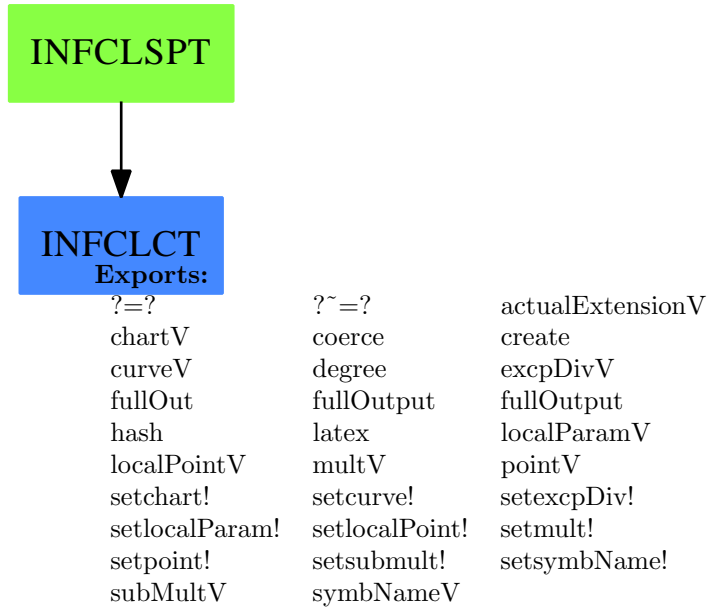 INFCLSPT
INFCLCT
Exports:
?=? ?~=? actualExtensionV
chartV coerce create
curveV degree excpDivV
fullOut fullOutput fullOutput
hash latex localParamV
localPointV multV pointV
setchart! setcurve! setexcpDiv!
setlocalParam! setlocalPoint! setmult!
setpoint! setsubmult! setsymbName!
subMultV symbNameV